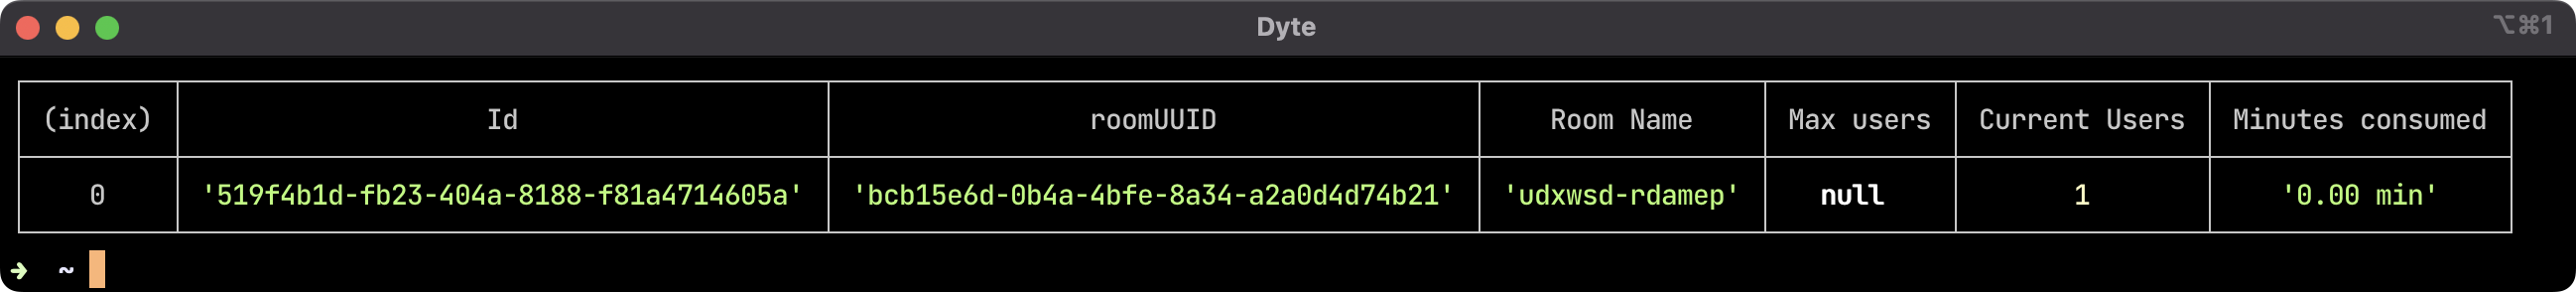 Dyte
⌥⌘1
(index) Id roomUUID Room Name Max users Current Users Minutes consumed
0 '519f4b1d-fb23-404a-8188-f81a4714605a' 'bcb15e6d-0b4a-4bfe-8a34-a2a0d4d74b21' 'udxwsd-rdamep' null 1 '0.00 min'
➜ ~